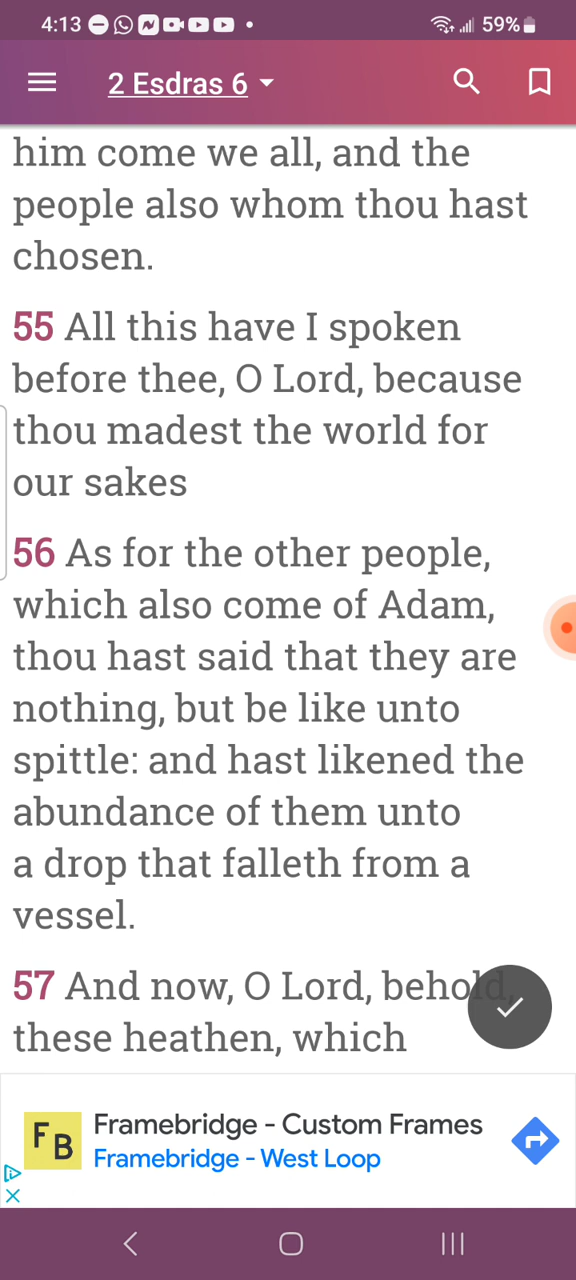 4:13
59%
2 Esdras 6
him come we all, and the
people also whom thou hast
chosen.
55 All this have I spoken
before thee, O Lord, because
thou madest the world for
our sakes
56 As for the other people,
which also come of Adam,
thou hast said that they are
nothing, but be like unto
spittle: and hast likened the
abundance of them unto
a drop that falleth from a
vessel.
57 And now, O Lord, behold,
these heathen, which
FB
Framebridge - Custom Frames
Framebridge - West Loop